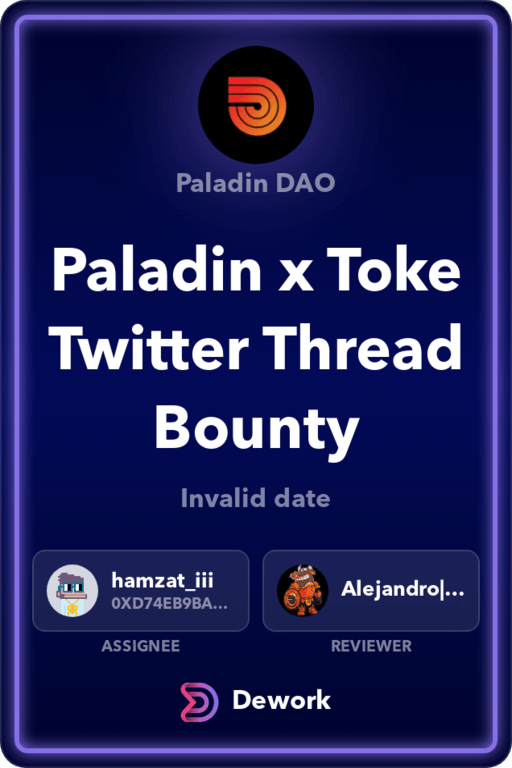 Paladin DAO
Paladin x Toke
Twitter Thread
Bounty
Invalid date
hamzat_iii
0XD74EB9BA...
Alejandro|...
ASSIGNEE
REVIEWER
Dework